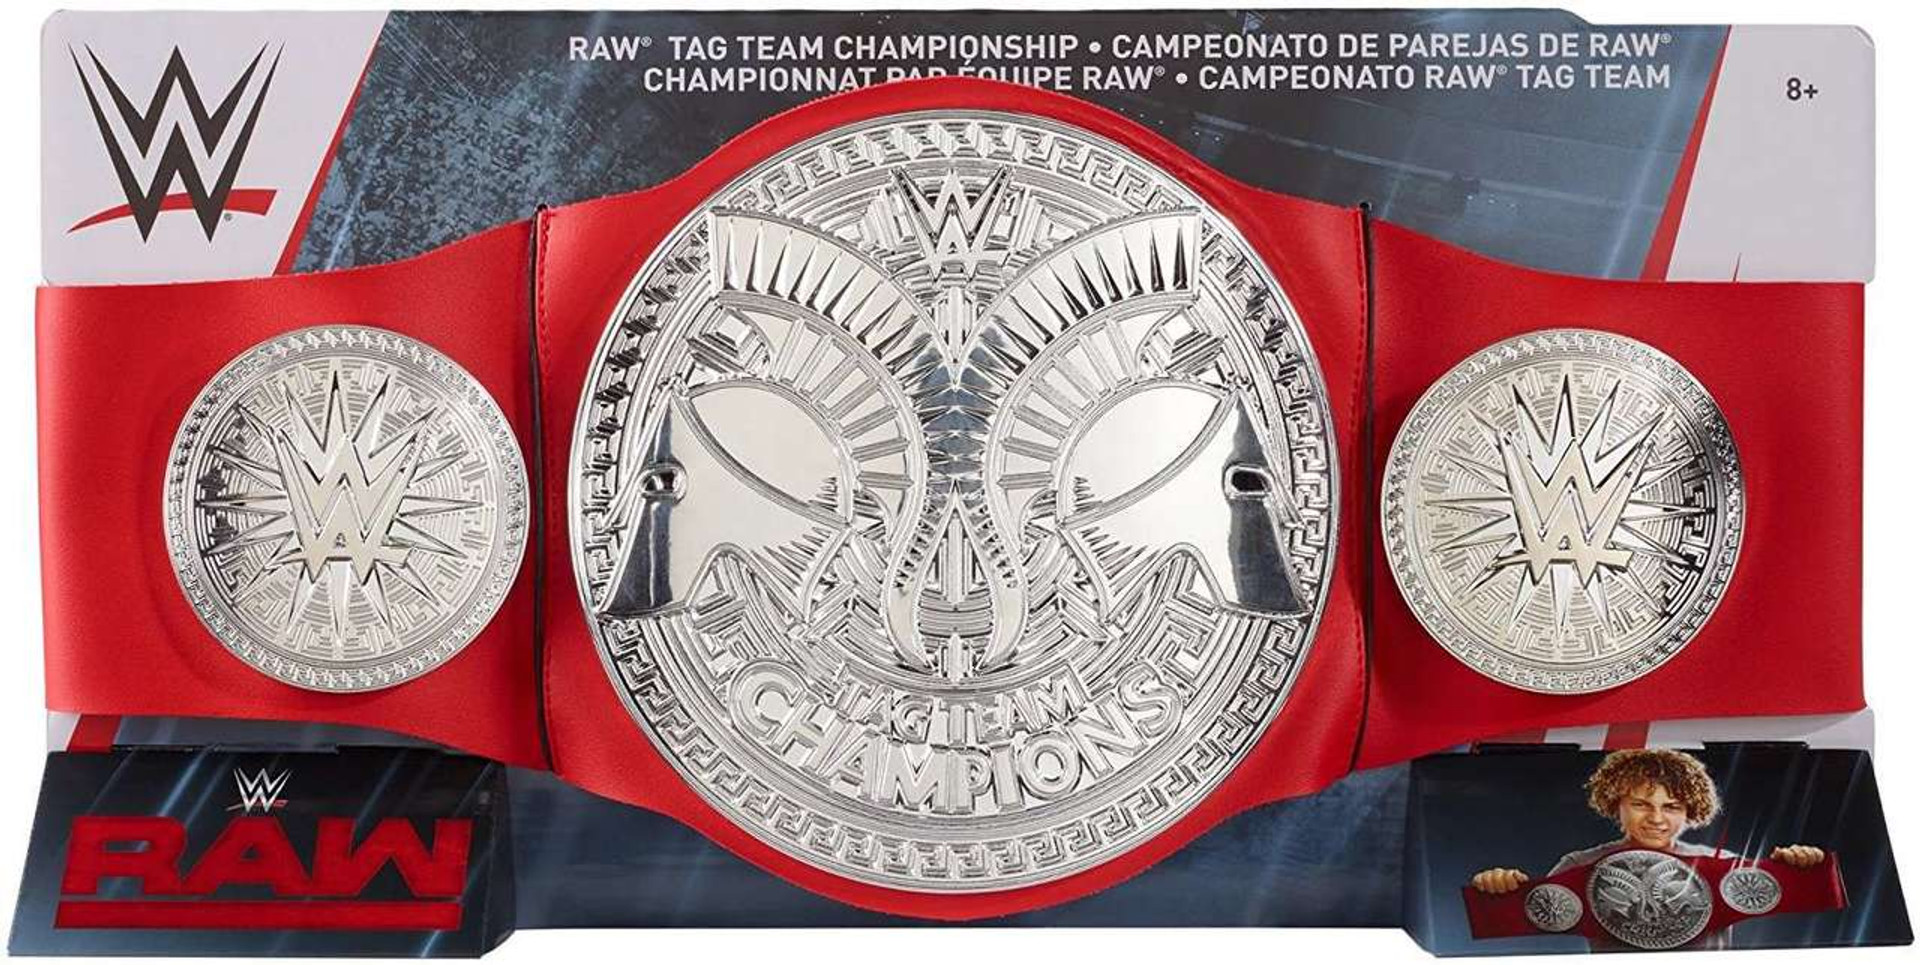 RAW® TAG TEAM CHAMPIONSHIP • CAMPEONATO DE PAREJAS DE RAW®
CHAMPIONNAT PAR ÉQUIPE RAW® • CAMPEONATO RAW® TAG TEAM
8+
W
W
W
W
TAG TEAM
CHAMPIONS
W
RAW